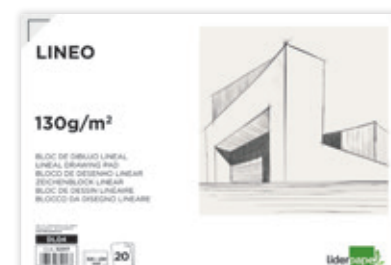 LINEO
130g/m²
BLOC DE DIBUJO LINEAL
LINEAL DRAWING PAD
BLOCO DE DESENHO LINEAR
ZEICHENBLOCK LINEAR
BLOC DE DESSIN LINEAIRE
BLOCCO DA DISEGNO LINEARE
DL04
20
liderpapel